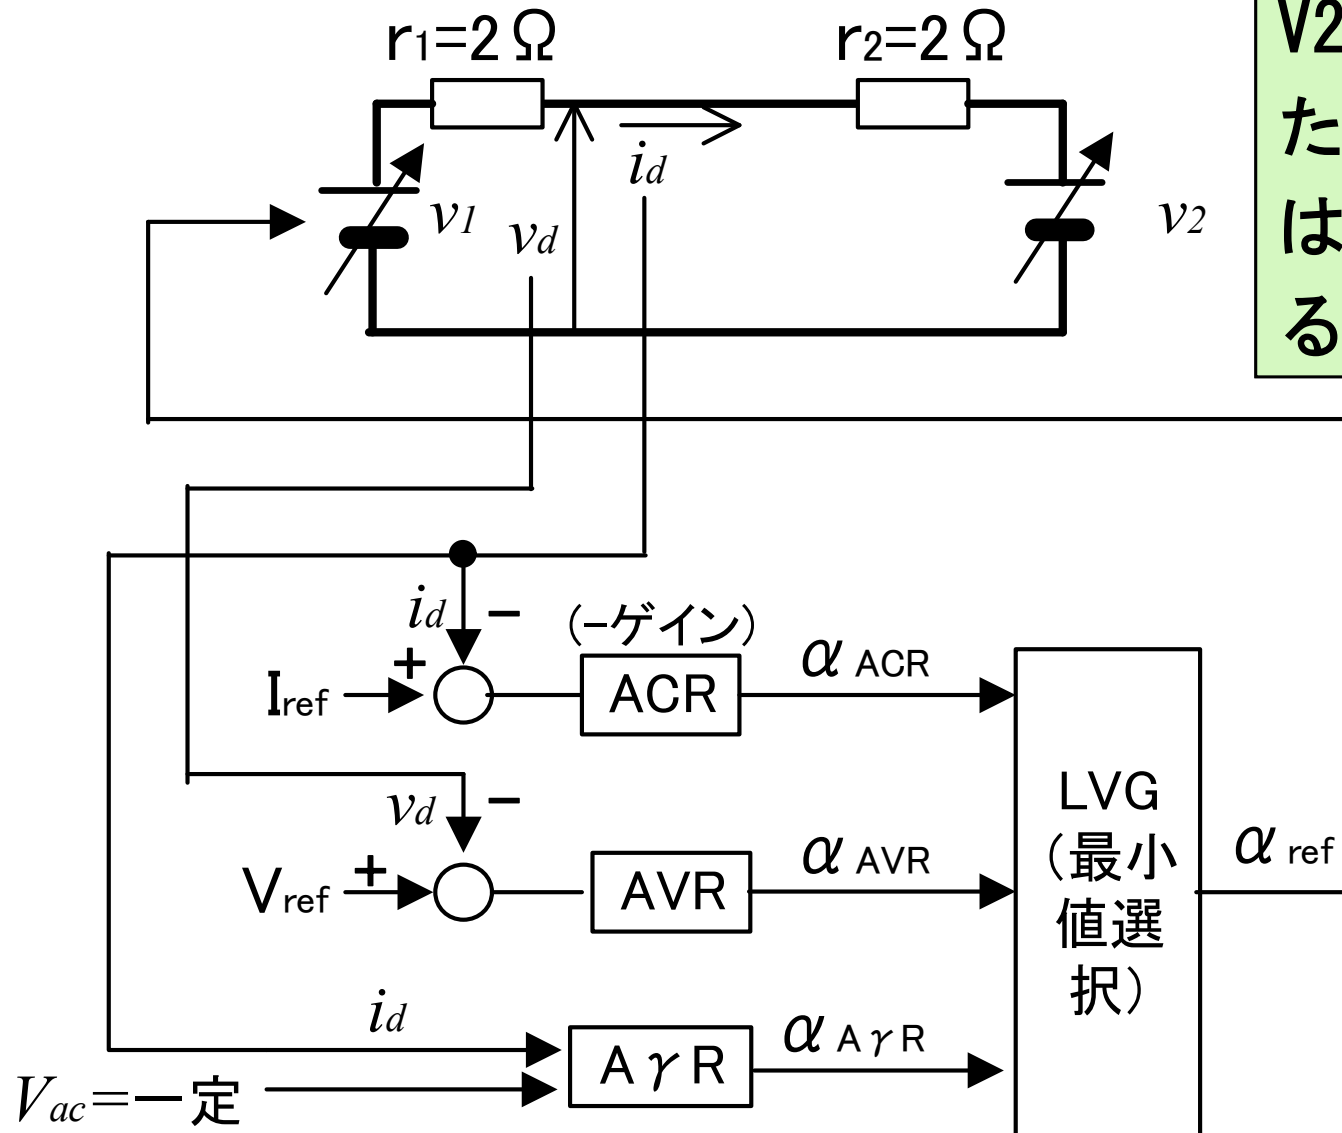 r1=2Ω
r2=2Ω
V2
た
は
る
id
v1
vd
v2
id
−
(-ゲイン)
+
Iref
ACR
αACR
vd
−
LVG
(最小
値選
択)
+
Vref
AVR
αAVR
αref
id
AγR
αAγR
Vac=一定